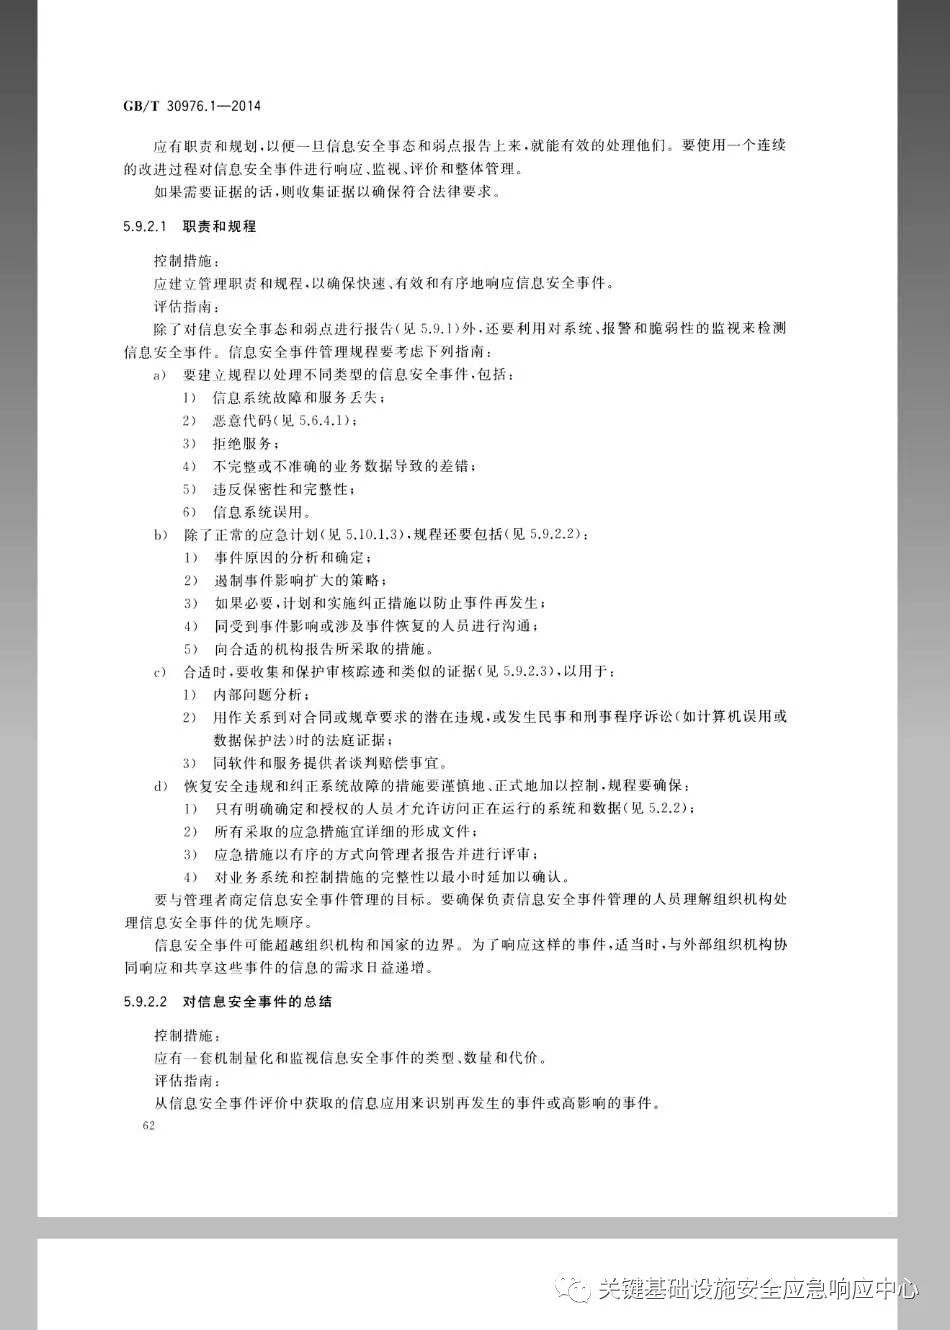 GB/T 30976.1—2014
应有职责和规划,以便一旦信息安全事态和弱点报告上来,就能有效的处理他们。要使用一个连续
的改进过程对信息安全事件进行响应、监视、评价和整体管理。
如果需要证据的话,则收集证据以确保符合法律要求。
5.9.2.1 职责和规程
控制措施:
应建立管理职责和规程,以确保快速、有效和有序地响应信息安全事件。
评估指南:
除了对信息安全事态和弱点进行报告(见 5.9.1)外,还要利用对系统、报警和脆弱性的监视来检测
信息安全事件。信息安全事件管理规程要考虑下列指南:
a) 要建立规程以处理不同类型的信息安全事件,包括:
1) 信息系统故障和服务丢失;
2) 恶意代码(见 5.6.4.1);
3) 拒绝服务;
4) 不完整或不准确的业务数据导致的差错;
5) 违反保密性和完整性;
6) 信息系统误用。
b) 除了正常的应急计划(见 5.10.1.3),规程还要包括(见 5.9.2.2):
1) 事件原因的分析和确定;
2) 遏制事件影响扩大的策略;
3) 如果必要,计划和实施纠正措施以防止事件再发生;
4) 同受到事件影响或涉及事件恢复的人员进行沟通;
5) 向合适的机构报告所采取的措施。
c) 合适时,要收集和保护审核踪迹和类似的证据(见 5.9.2.3),以用于:
1) 内部问题分析;
2) 用作关系到对合同或规章要求的潜在违规,或发生民事和刑事程序诉讼(如计算机误用或
数据保护法)时的法庭证据;
3) 同软件和服务提供者谈判赔偿事宜。
d) 恢复安全违规和纠正系统故障的措施要谨慎地、正式地加以控制,规程要确保:
1) 只有明确确定和授权的人员才允许访问正在运行的系统和数据(见 5.2.2);
2) 所有采取的应急措施宜详细的形成文件;
3) 应急措施以有序的方式向管理者报告并进行评审;
4) 对业务系统和控制措施的完整性以最小时延加以确认。
要与管理者商定信息安全事件管理的目标。要确保负责信息安全事件管理的人员理解组织机构处
理信息安全事件的优先顺序。
信息安全事件可能超越组织机构和国家的边界。为了响应这样的事件,适当时,与外部组织机构协
同响应和共享这些事件的信息的需求日益递增。
5.9.2.2 对信息安全事件的总结
控制措施:
应有一套机制量化和监视信息安全事件的类型、数量和代价。
评估指南:
从信息安全事件评价中获取的信息应用来识别再发生的事件或高影响的事件。
62
关键基础设施安全应急响应中心